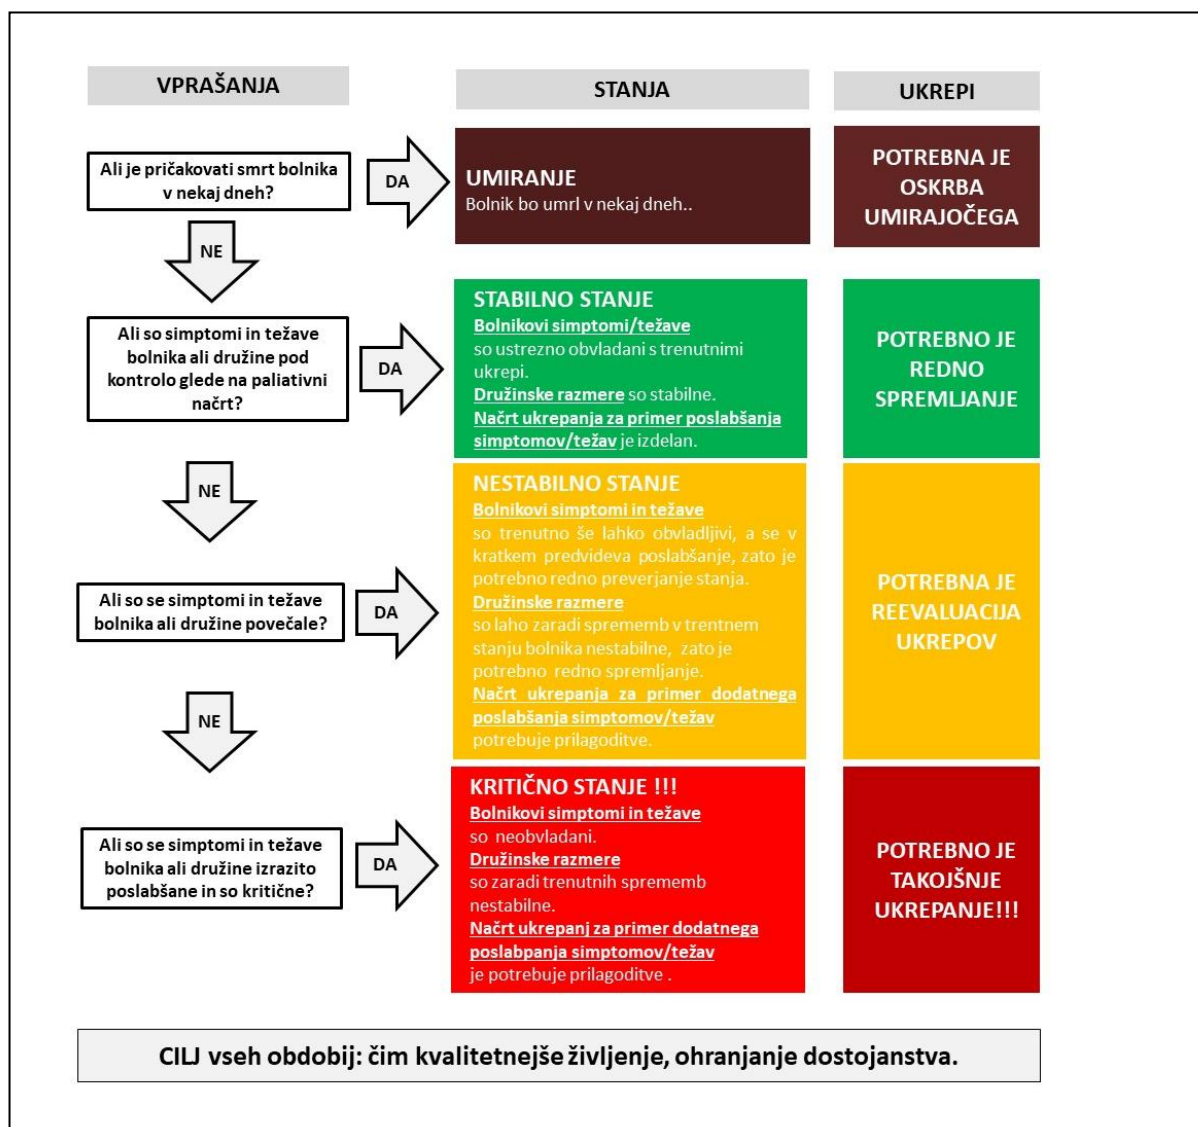 VPRAŠANJA
STANJA
UKREPI
Ali je pričakovati smrt bolnika
v nekaj dneh?
DA
UMIRANJE
Bolnik bo umrl v nekaj dneh..
POTREBNA JE
OSKRBA
UMIRAJOČEGA
NE
Ali so simptomi in težave
bolnika ali družine pod
kontrolo glede na paliativni
načrt?
DA
STABILNO STANJE
Bolnikovi simptomi/težave
so ustrezno obvladani s trenutnimi
ukrepi.
Družinske razmere so stabilne.
Načrt ukrepanja za primer poslabšanja
simptomov/težav je izdelan.
POTREBNO JE
REDNO
SPREMLJANJE
NE
Ali so se simptomi in težave
bolnika ali družine povečale?
DA
NESTABILNO STANJE
Bolnikovi simptomi in težave
so trenutno še lahko obvladljivi, a se v
kratkem predvideva poslabšanje, zato je
potrebno redno preverjanje stanja.
Družinske razmere
so laho zaradi sprememb v trentnem
stanju bolnika nestabilne, zato je
potrebno redno spremljanje.
Načrt ukrepanja za primer dodatnega
poslabšanja simptomov/težav
potrebuje prilagoditve.
POTREBNA JE
REEVALUACIJA
UKREPOV
NE
Ali so se simptomi in težave
bolnika ali družine izrazito
poslabšane in so kritične?
DA
KRITIČNO STANJE !!!
Bolnikovi simptomi in težave
so neobvladani.
Družinske razmere
so zaradi trenutnih sprememb
nestabilne.
Načrt ukrepanj za primer dodatnega
poslabpanja simptomov/težav
je potrebuje prilagoditve .
POTREBNO JE
TAKOJŠNJE
UKREPANJE!!!
CILJ vseh obdobij: čim kvalitetnejše življenje, ohranjanje dostojanstva.